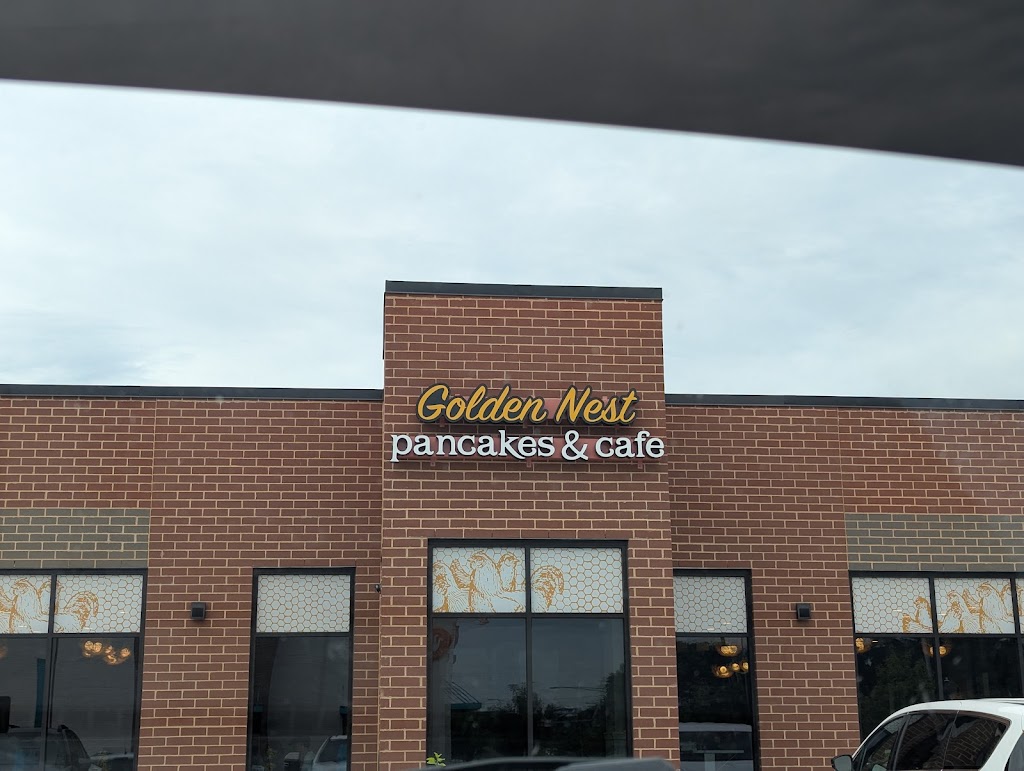 Golden Nest
pancakes & cafe